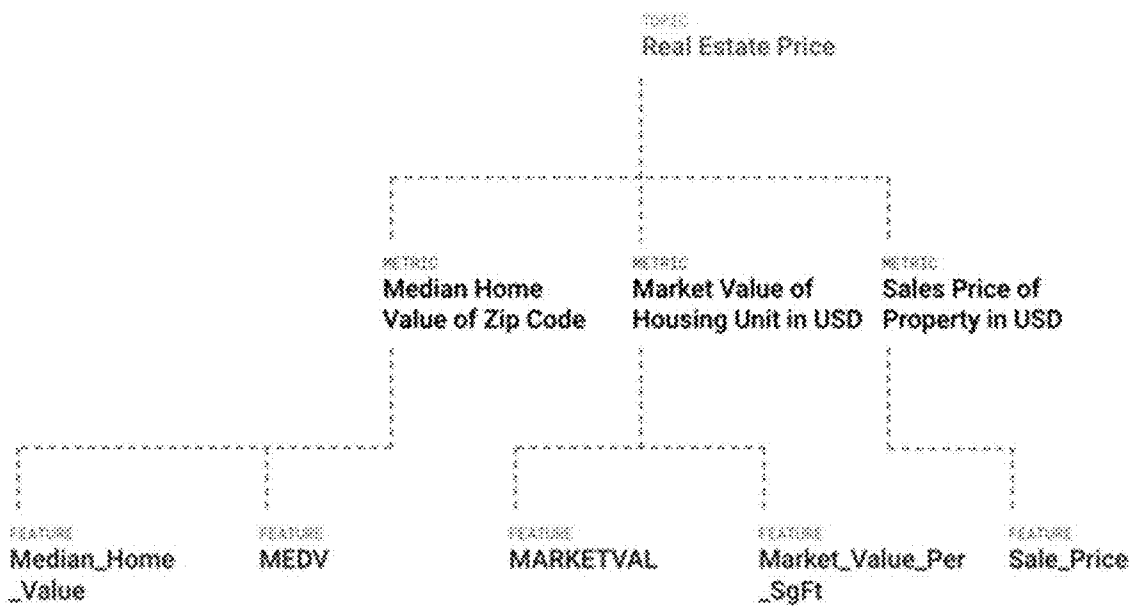 TOPIC
Real Estate Price
METRIC
Median Home
Value of Zip Code
METRIC
Market Value of
Housing Unit in USD
METRIC
Sales Price of
Property in USD
FEATURE
Median_Home
_Value
FEATURE
MEDV
FEATURE
MARKETVAL
FEATURE
Market_Value_Per
_SgFt
FEATURE
Sale_Price